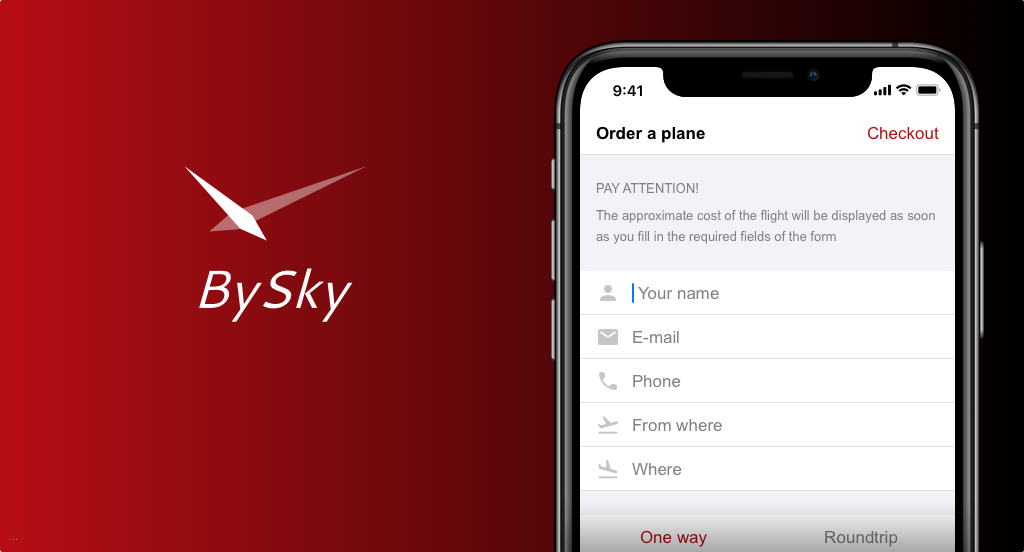 BySky
9:41
Order a plane
Checkout
PAY ATTENTION!
The approximate cost of the flight will be displayed as soon
as you fill in the required fields of the form
Your name
E-mail
Phone
From where
Where
One way
Roundtrip
...